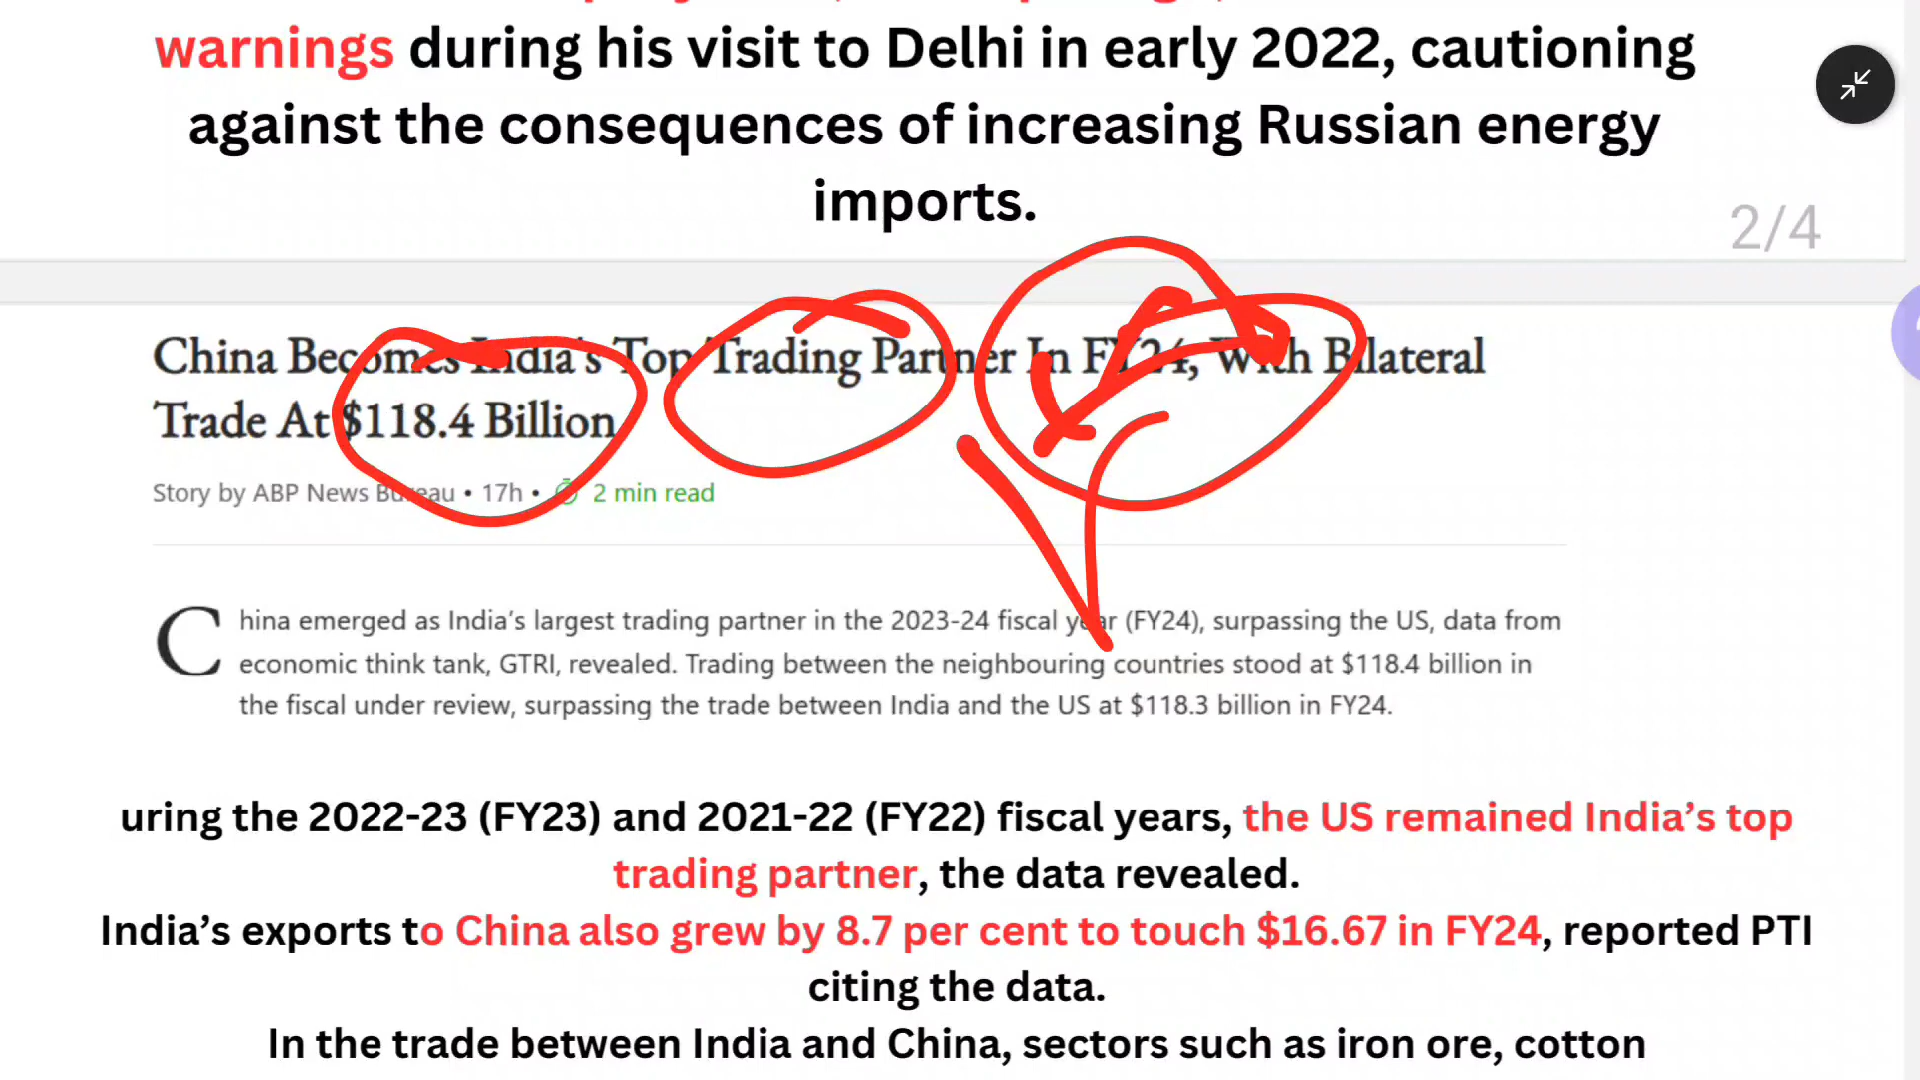 warnings during his visit to Delhi in early 2022, cautioning
against the consequences of increasing Russian energy
imports.
2/4
China Becomes India's Top Trading Partner In FY24, With Bilateral
Trade At $118.4 Billion
Story by ABP News Bureau • 17h • 2 min read
China emerged as India's largest trading partner in the 2023-24 fiscal year (FY24), surpassing the US, data from
economic think tank, GTRI, revealed. Trading between the neighbouring countries stood at $118.4 billion in
the fiscal under review, surpassing the trade between India and the US at $118.3 billion in FY24.
uring the 2022-23 (FY23) and 2021-22 (FY22) fiscal years, the US remained India's top
trading partner, the data revealed.
India's exports to China also grew by 8.7 per cent to touch $16.67 in FY24, reported PTI
citing the data.
In the trade between India and China, sectors such as iron ore, cotton